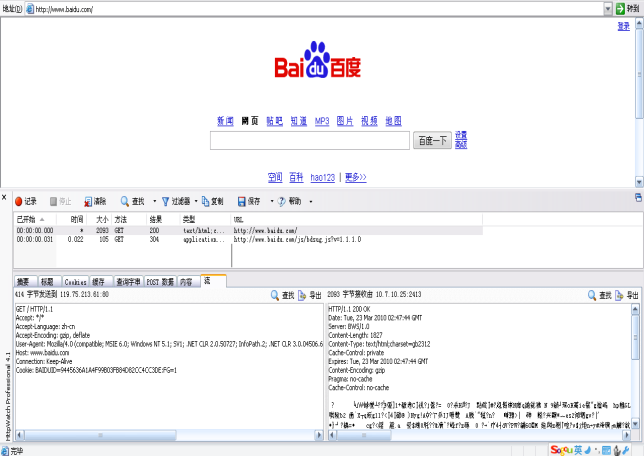 地址(D) http://www.baidu.com/ 转到
登录
Bai du 百度
新闻 网页 贴吧 知道 MP3 图片 视频 地图
百度一下 设置
高级
空间 百科 hao123 | 更多>>
记录 停止 清除 查找 过滤器 复制 保存 帮助
已开始 时间 大小 方法 结果 类型 URL
00:00:00.000 * 2093 GET 200 text/html;c... http://www.baidu.com/
00:00:00.031 0.022 105 GET 304 application... http://www.baidu.com/js/bdsug.js?v=1.1.1.0
摘要 标题 Cookies 缓存 查询字串 POST 数据 内容 流
414 字节发送到 119.75.213.61:80 查找 导出
2093 字节接收由 10.7.10.25:2413 查找 导出
GET / HTTP/1.1
Accept: */*
Accept-Language: zh-cn
Accept-Encoding: gzip, deflate
User-Agent: Mozilla/4.0 (compatible; MSIE 6.0; Windows NT 5.1; SV1; .NET CLR 2.0.50727; InfoPath.2; .NET CLR 3.0.04506.6
Host: www.baidu.com
Connection: Keep-Alive
Cookie: BAIDUID=9445636A1A4F99B03FB84D82CC4CC3DE:FG=1
HTTP/1.1 200 OK
Date: Tue, 23 Mar 2010 02:47:44 GMT
Server: BWS/1.0
Content-Length: 1827
Content-Type: text/html;charset=gb2312
Cache-Control: private
Expires: Tue, 23 Mar 2010 02:47:44 GMT
Content-Encoding: gzip
Pragma: no-cache
Cache-Control: no-cache
HttpWatch Professional 4.1
完毕
Sogou 英